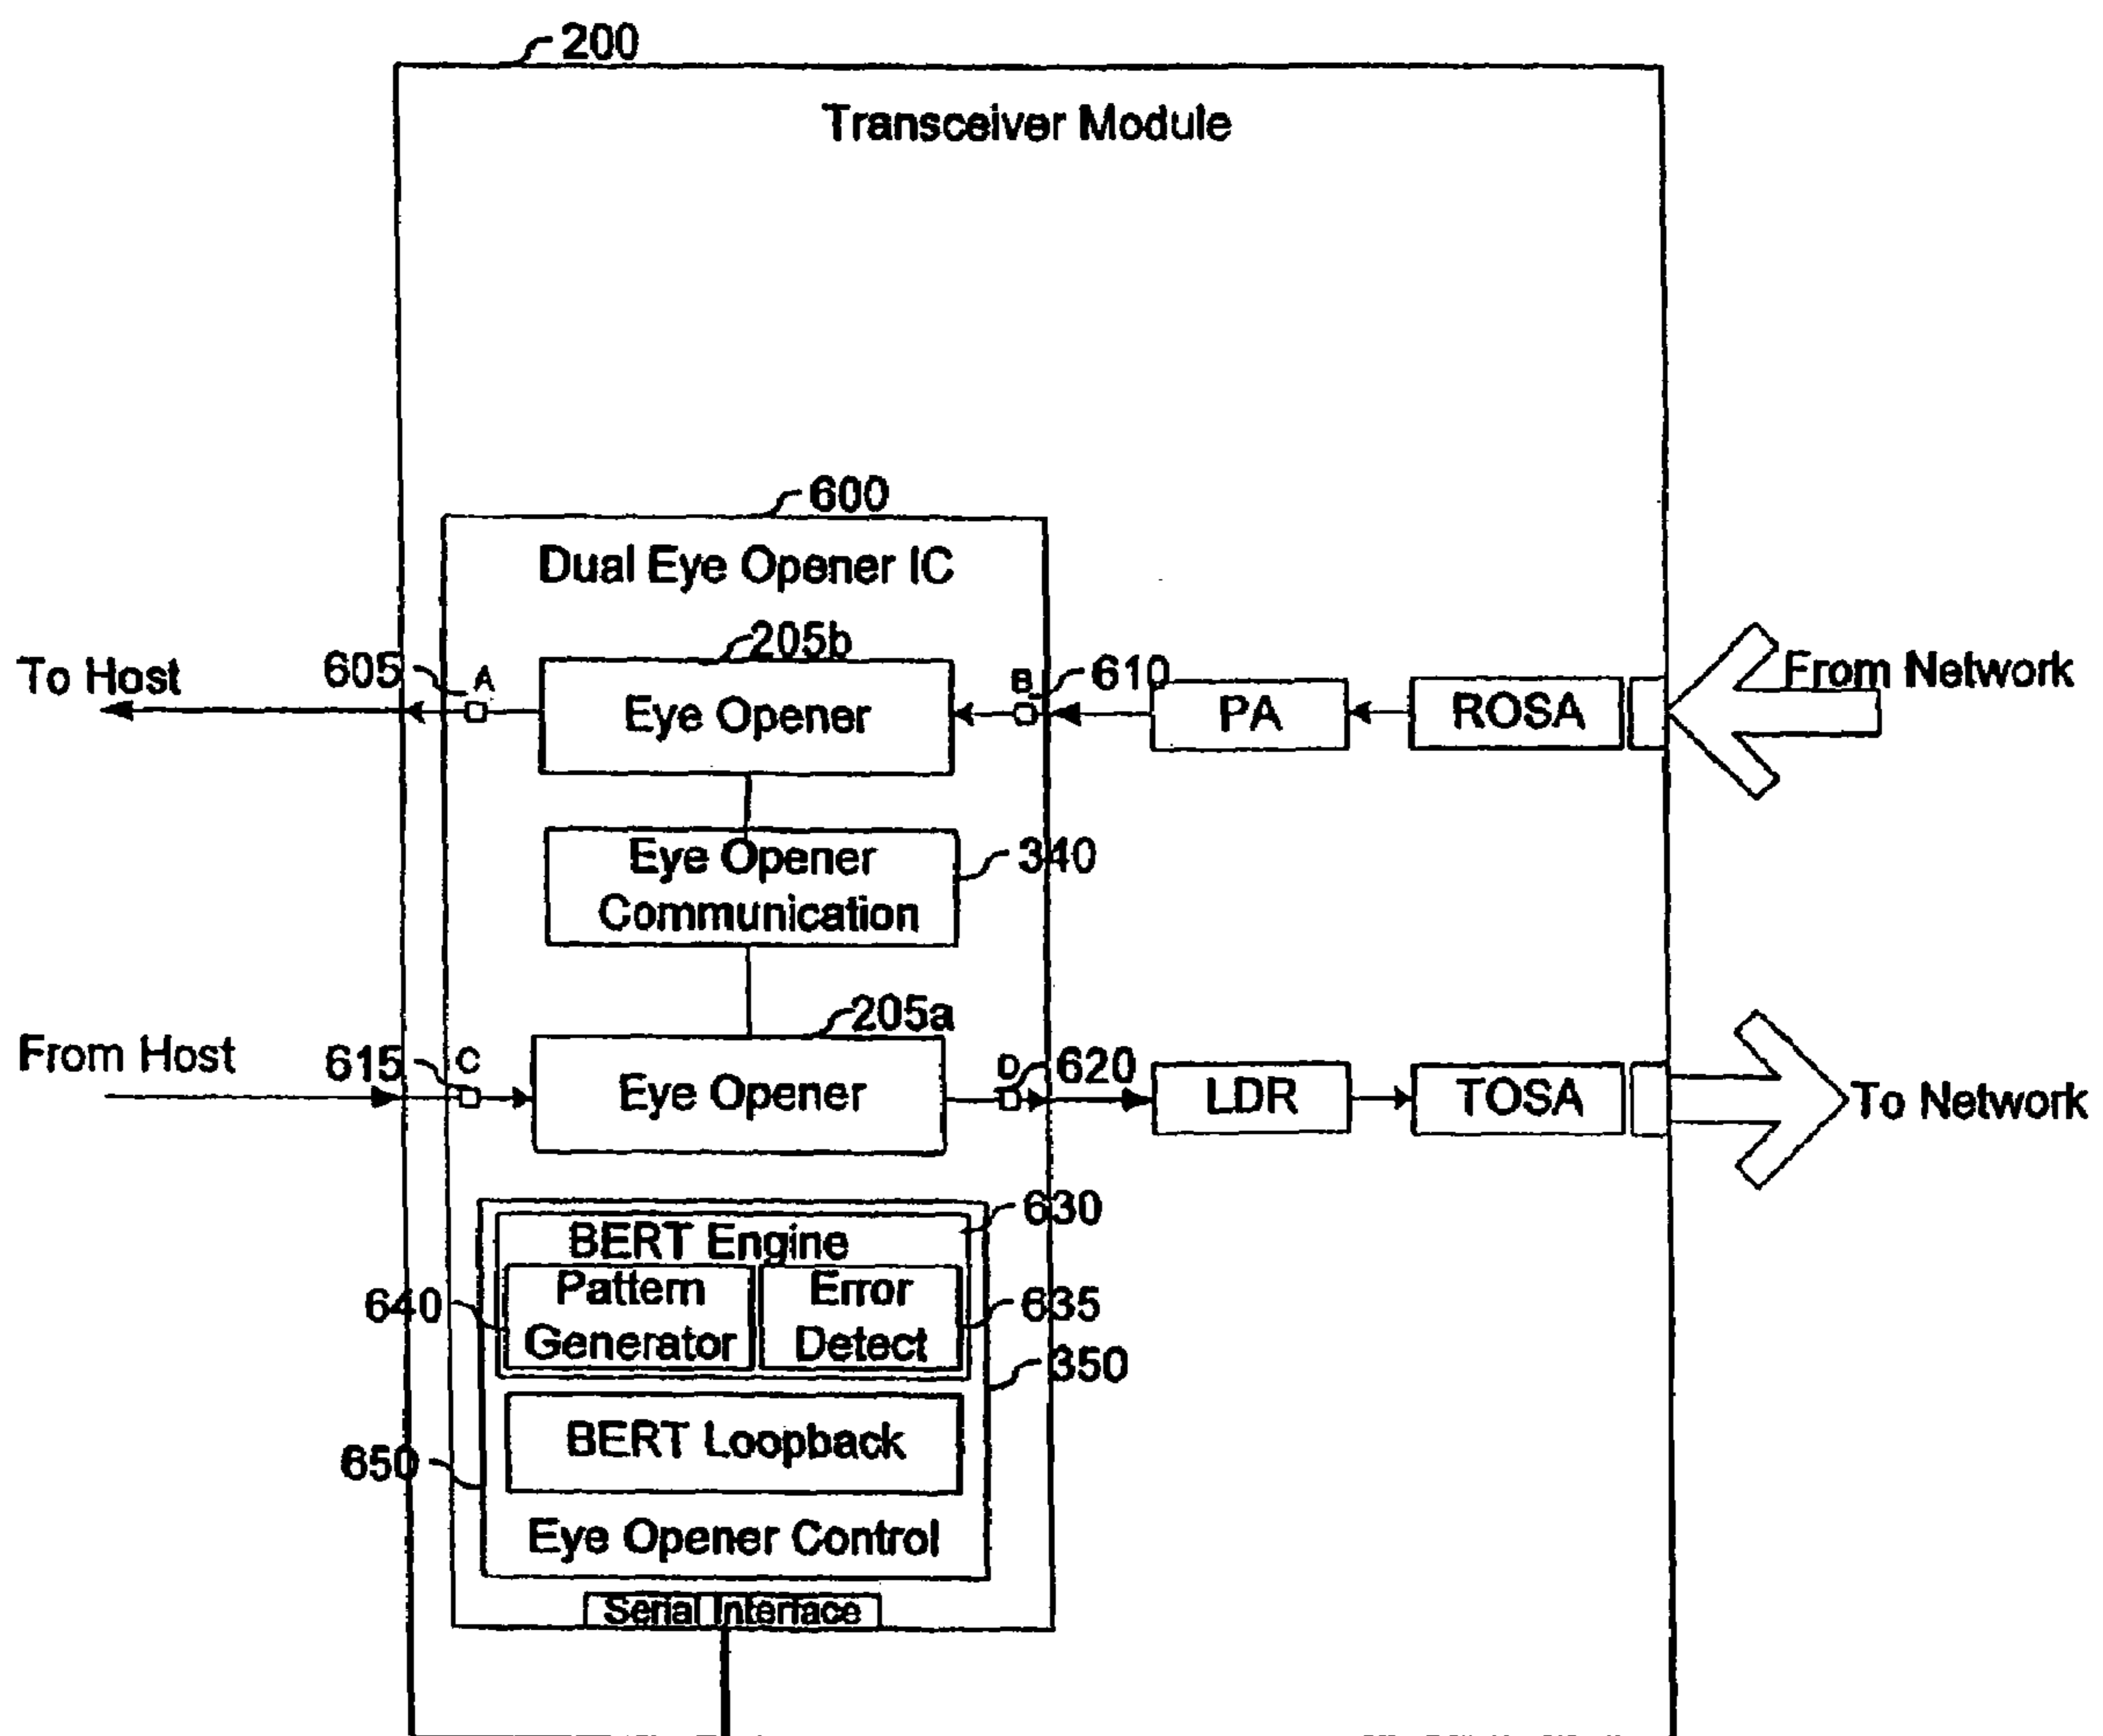 200
Transceiver Module
600
Dual Eye Opener IC
205b
To Host
605
A
Eye Opener
B
610
PA
ROSA
From Network
Eye Opener
Communication
340
205a
From Host
615
C
Eye Opener
D
620
LDR
TOSA
To Network
630
BERT Engine
640
Pattern
Generator
Error
Detect
635
350
BERT Loopback
650
Eye Opener Control
Serial Interface